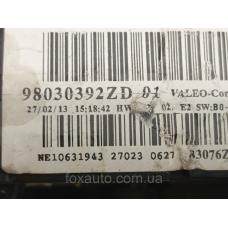 98030392ZD 01 VALEO-Cor
27/02/13 15:18:42 HW 02. E2 SW:B0-
NE10631943 27023 0627 83076Z
foxauto.com.ua